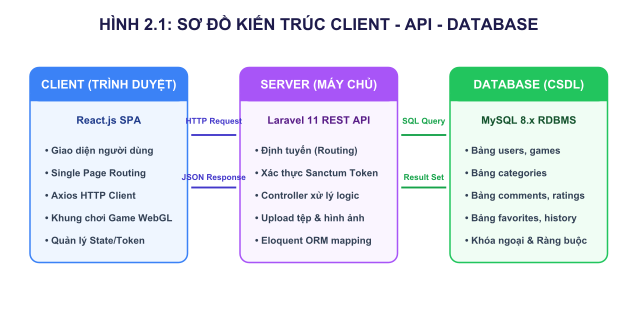 HÌNH 2.1: SƠ ĐỒ KIẾN TRÚC CLIENT - API - DATABASE
CLIENT (TRÌNH DUYỆT)
React.js SPA
• Giao diện người dùng
• Single Page Routing
• Axios HTTP Client
• Khung chơi Game WebGL
• Quản lý State/Token
HTTP Request
JSON Response
SERVER (MÁY CHỦ)
Laravel 11 REST API
• Định tuyến (Routing)
• Xác thực Sanctum Token
• Controller xử lý logic
• Upload tệp & hình ảnh
• Eloquent ORM mapping
SQL Query
Result Set
DATABASE (CSDL)
MySQL 8.x RDBMS
• Bảng users, games
• Bảng categories
• Bảng comments, ratings
• Bảng favorites, history
• Khóa ngoại & Ràng buộc